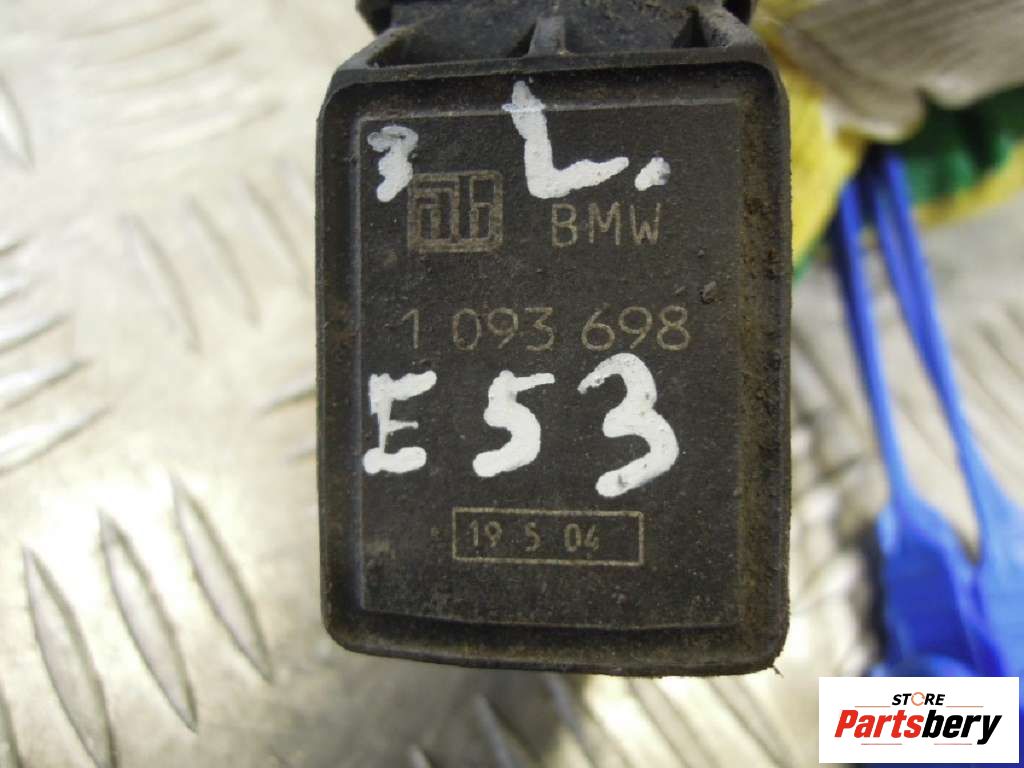 L.
3
BMW
1 093 698
E53
19 5 04
STORE
Partsbery